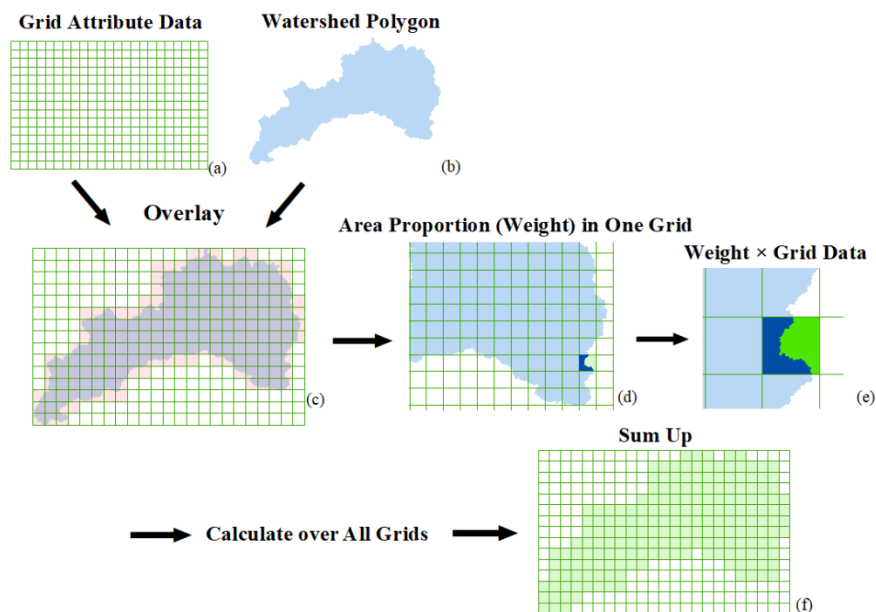 Grid Attribute Data
Watershed Polygon
(a)
(b)
Overlay
Area Proportion (Weight) in One Grid
Weight × Grid Data
(c)
(d)
(e)
Sum Up
Calculate over All Grids
(f)